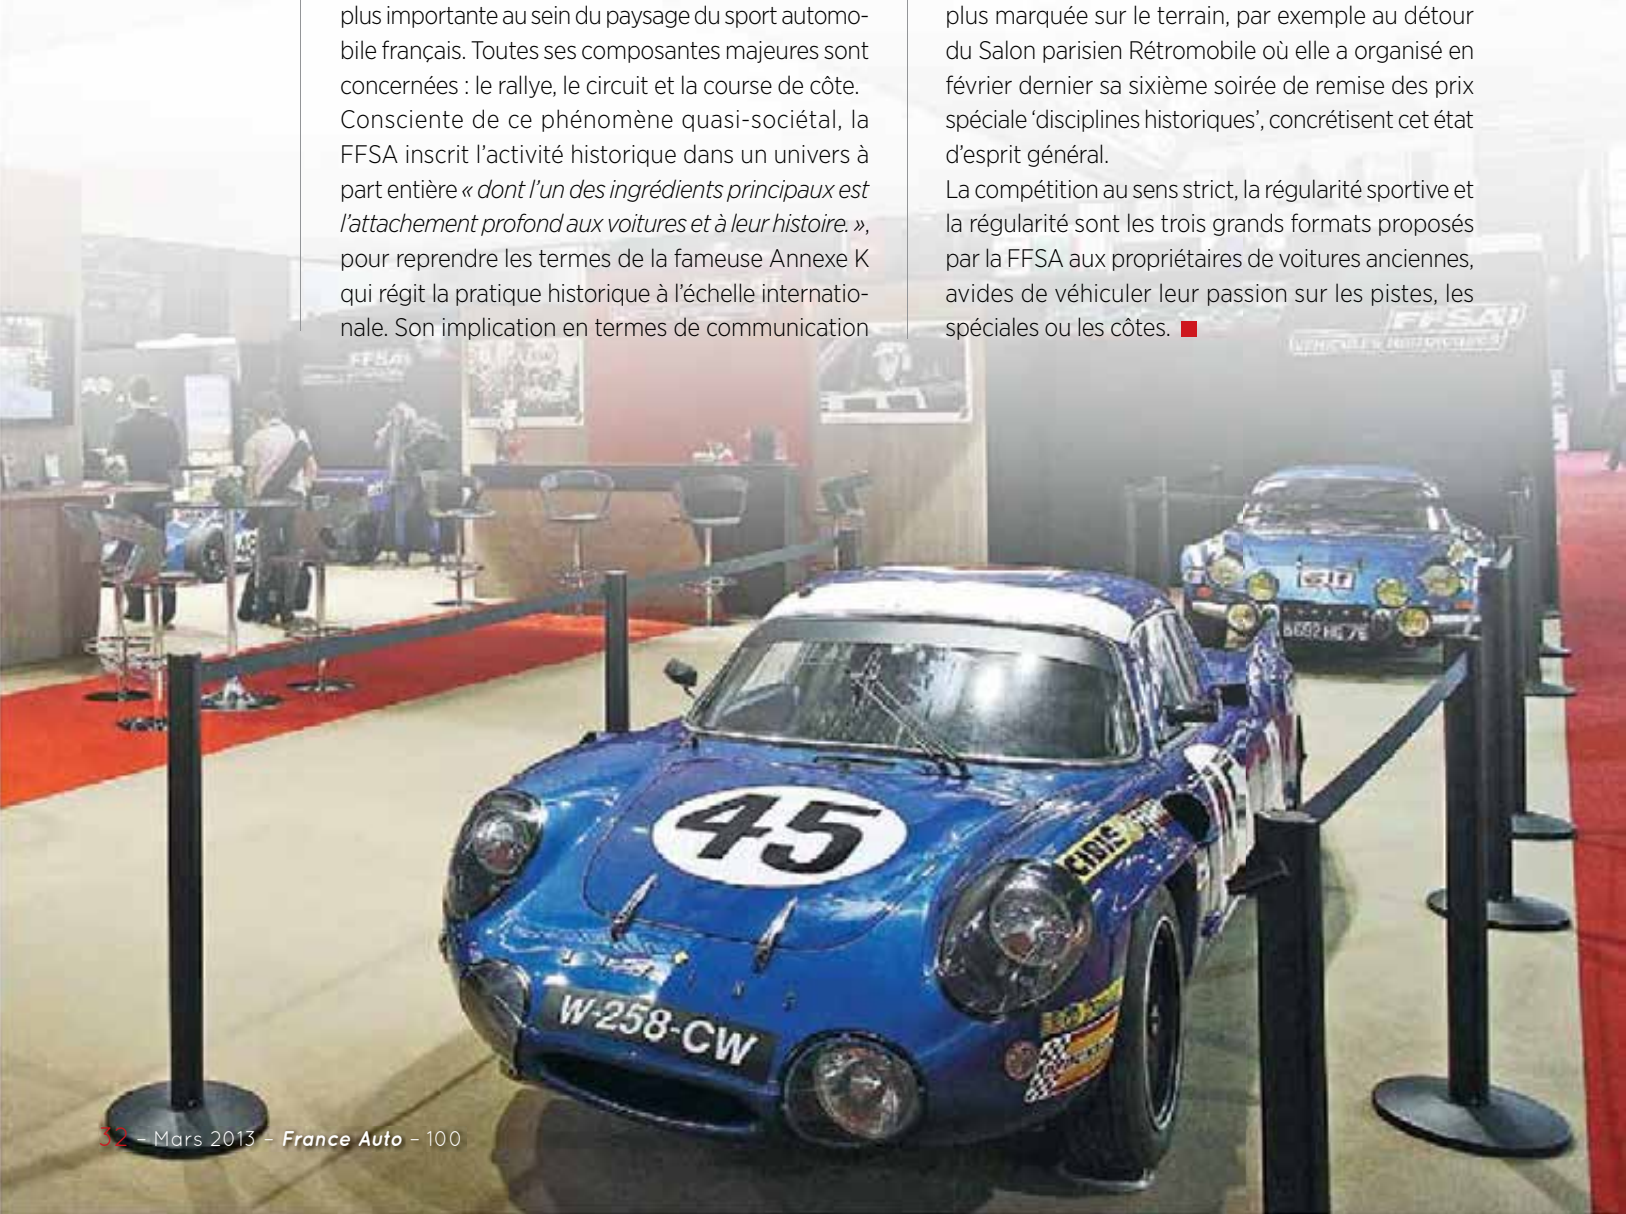 plus importante au sein du paysage du sport automo-
bile français. Toutes ses composantes majeures sont
concernées : le rallye, le circuit et la course de côte.
Consciente de ce phénomène quasi-sociétal, la
FFSA inscrit l’activité historique dans un univers à
part entière « dont l’un des ingrédients principaux est
l’attachement profond aux voitures et à leur histoire. »,
pour reprendre les termes de la fameuse Annexe K
qui régit la pratique historique à l’échelle internatio-
nale. Son implication en termes de communication
plus marquée sur le terrain, par exemple au détour
du Salon parisien Rétromobile où elle a organisé en
février dernier sa sixième soirée de remise des prix
spéciale ‘disciplines historiques’, concrétisent cet état
d’esprit général.
La compétition au sens strict, la régularité sportive et
la régularité sont les trois grands formats proposés
par la FFSA aux propriétaires de voitures anciennes,
avides de véhiculer leur passion sur les pistes, les
spéciales ou les côtes.
FFSA
FFSA
VÉHICULES HISTORIQUES
45
CIBIÉ
W-258-CW
32 – Mars 2013 – France Auto – 100